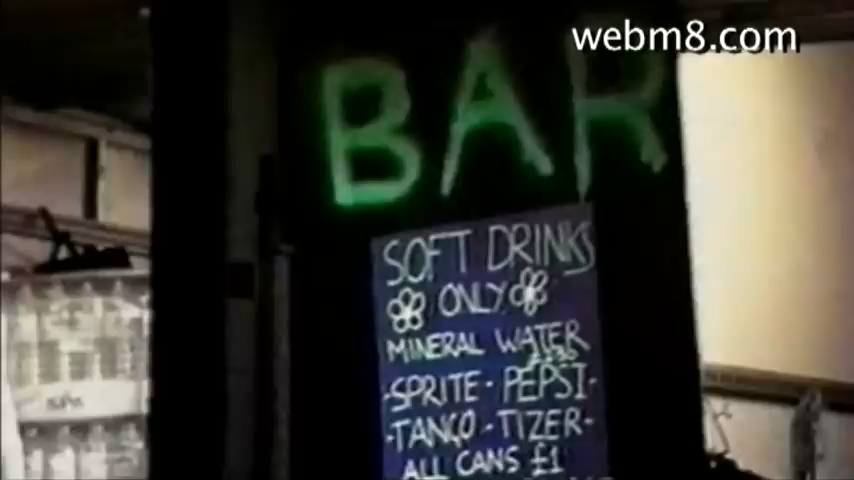 webm8.com
BAR
SOFT DRINKS
ONLY
MINERAL WATER
-SPRITE-PEPSI-
-TANGO-TIZER-
ALL CANS £1